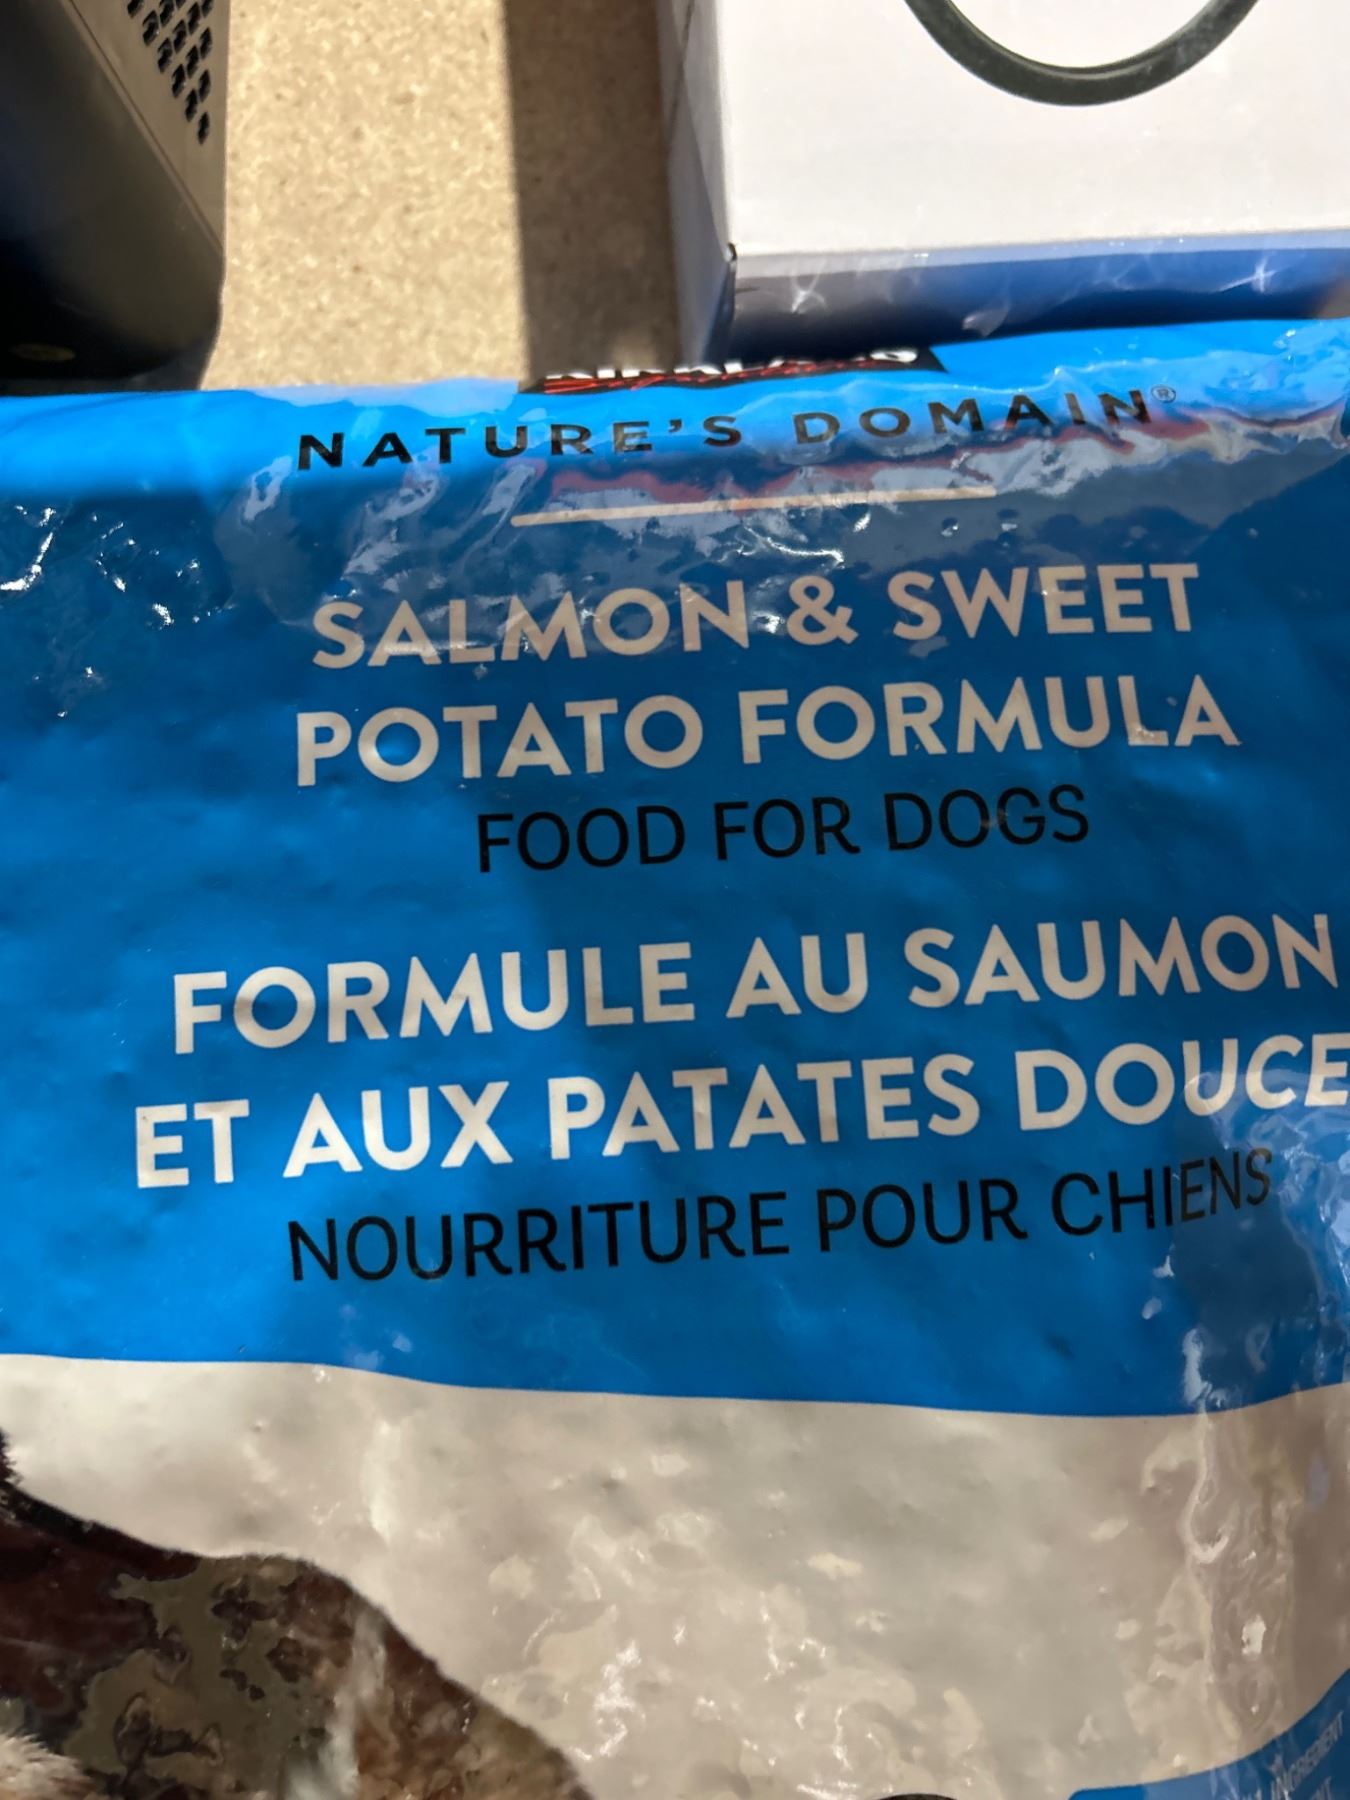 NATURE'S DOMAIN®
SALMON & SWEET
POTATO FORMULA
FOOD FOR DOGS
FORMULE AU SAUMON
ET AUX PATATES DOUCE
NOURRITURE POUR CHIENS
INGREDIENT